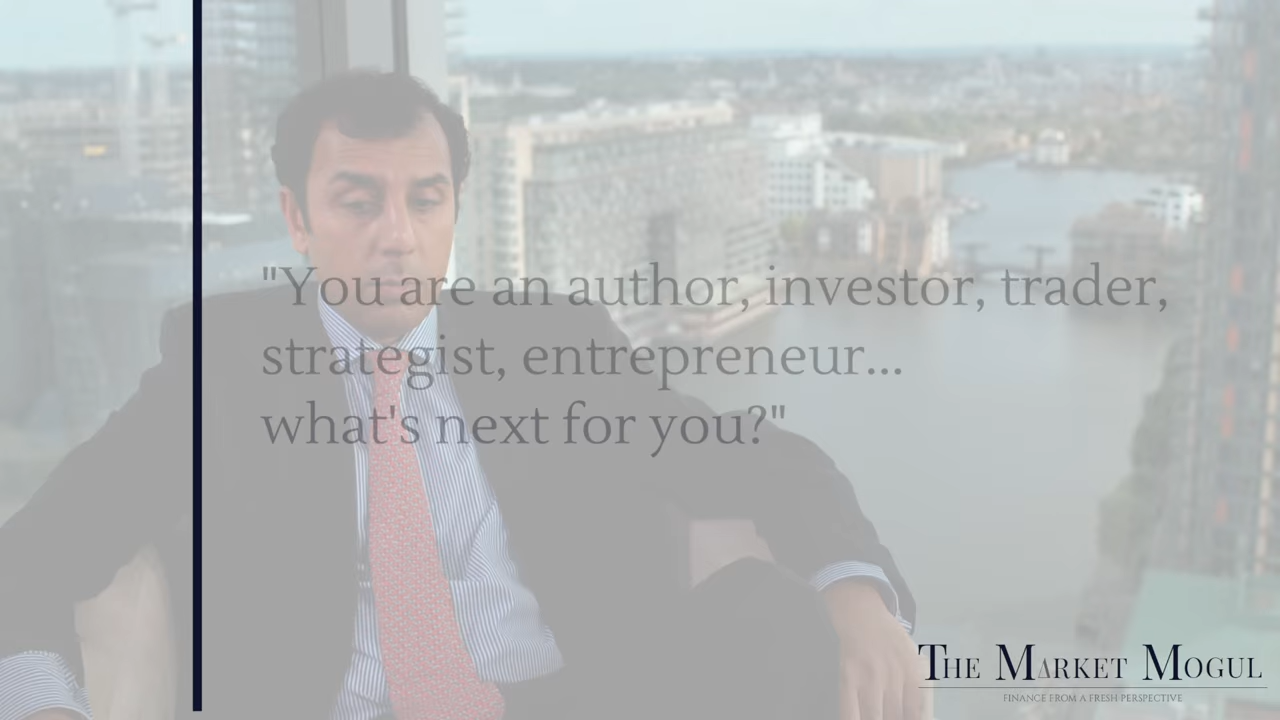 "You are an author, investor, trader,
strategist, entrepreneur...
what's next for you?"
THE MARKET MOGUL
FINANCE FROM A FRESH PERSPECTIVE